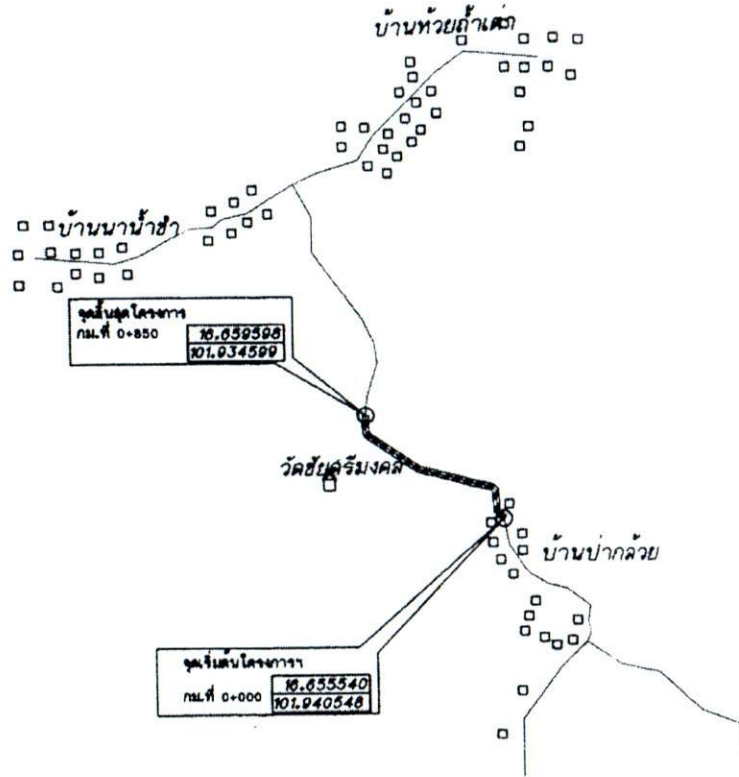 บ้านห้วยถ้ำเต่า
บ้านนาน้ำซำ
จุดสิ้นสุดโครงการ
กม.ที่ 0+850
16.659598
101.934599
วัดชัยศรีมงคล
บ้านป่ากล้วย
จุดเริ่มต้นโครงการฯ
กม.ที่ 0+000
16.655540
101.940548